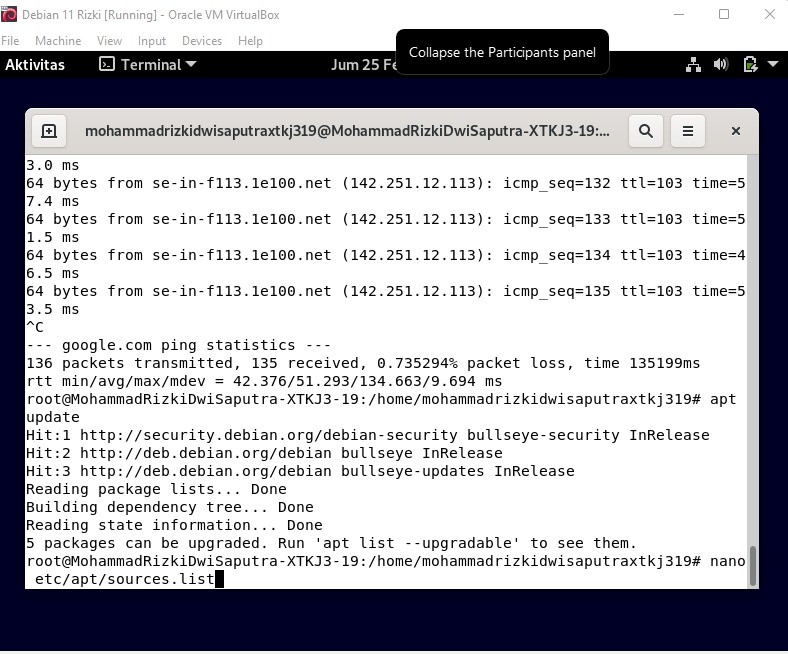 Debian 11 Rizki [Running] - Oracle VM VirtualBox
File Machine View Input Devices Help
Collapse the Participants panel
Aktivitas Terminal Jum 25 Fe
mohammadrizkidwisaputraxtkj319@MohammadRizkiDwiSaputra-XTKJ3-19:...
3.0 ms
64 bytes from se-in-f113.1e100.net (142.251.12.113): icmp_seq=132 ttl=103 time=5
7.4 ms
64 bytes from se-in-f113.1e100.net (142.251.12.113): icmp_seq=133 ttl=103 time=5
1.5 ms
64 bytes from se-in-f113.1e100.net (142.251.12.113): icmp_seq=134 ttl=103 time=4
6.5 ms
64 bytes from se-in-f113.1e100.net (142.251.12.113): icmp_seq=135 ttl=103 time=5
3.5 ms
^C
--- google.com ping statistics ---
136 packets transmitted, 135 received, 0.735294% packet loss, time 135199ms
rtt min/avg/max/mdev = 42.376/51.293/134.663/9.694 ms
root@MohammadRizkiDwiSaputra-XTKJ3-19:/home/mohammadrizkidwisaputraxtkj319# apt
update
Hit:1 http://security.debian.org/debian-security bullseye-security InRelease
Hit:2 http://deb.debian.org/debian bullseye InRelease
Hit:3 http://deb.debian.org/debian bullseye-updates InRelease
Reading package lists... Done
Building dependency tree... Done
Reading state information... Done
5 packages can be upgraded. Run 'apt list --upgradable' to see them.
root@MohammadRizkiDwiSaputra-XTKJ3-19:/home/mohammadrizkidwisaputraxtkj319# nano
etc/apt/sources.list